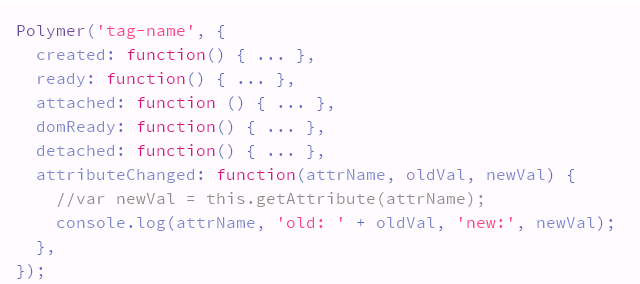 Polymer('tag-name', {
  created: function() { ... },
  ready: function() { ... },
  attached: function () { ... },
  domReady: function() { ... },
  detached: function() { ... },
  attributeChanged: function(attrName, oldVal, newVal) {
    //var newVal = this.getAttribute(attrName);
    console.log(attrName, 'old: ' + oldVal, 'new:', newVal);
  },
});